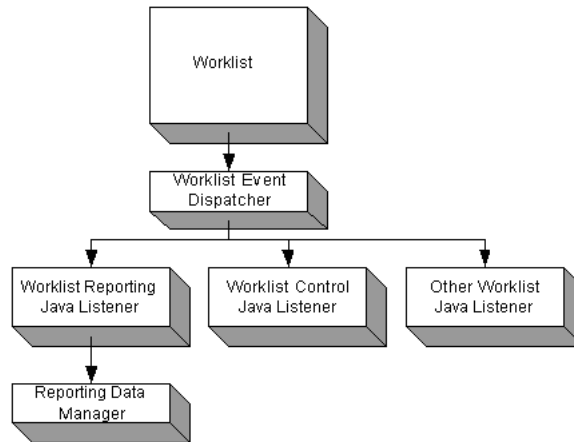 Worklist
Worklist Event
Dispatcher
Worklist Reporting
Java Listener
Worklist Control
Java Listener
Other Worklist
Java Listener
Reporting Data
Manager